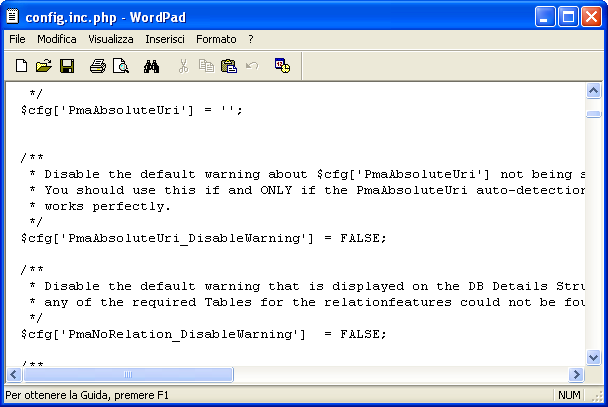 config.inc.php - WordPad
File Modifica Visualizza Inserisci Formato ?
*/
$cfg['PmaAbsoluteUri'] = '';
/**
* Disable the default warning about $cfg['PmaAbsoluteUri'] not being s
* You should use this if and ONLY if the PmaAbsoluteUri auto-detection
* works perfectly.
*/
$cfg['PmaAbsoluteUri_DisableWarning'] = FALSE;
/**
* Disable the default warning that is displayed on the DB Details Stru
* any of the required Tables for the relationfeatures could not be fou
*/
$cfg['PmaNoRelation_DisableWarning']  = FALSE;
/**
Per ottenere la Guida, premere F1 NUM